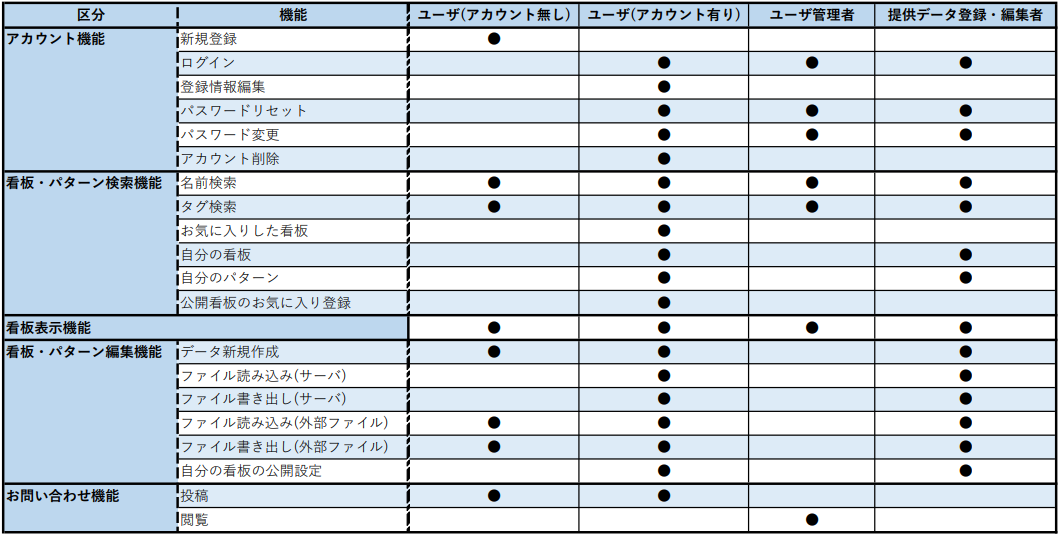 区分 機能 ユーザ(アカウント無し) ユーザ(アカウント有り) ユーザ管理者 提供データ登録・編集者
アカウント機能 新規登録 ●
ログイン ● ● ●
登録情報編集 ●
パスワードリセット ● ● ●
パスワード変更 ● ● ●
アカウント削除 ●
看板・パターン検索機能 名前検索 ● ● ● ●
タグ検索 ● ● ● ●
お気に入りした看板 ●
自分の看板 ● ●
自分のパターン ● ●
公開看板のお気に入り登録 ●
看板表示機能 ● ● ● ●
看板・パターン編集機能 データ新規作成 ● ● ●
ファイル読み込み(サーバ) ● ●
ファイル書き出し(サーバ) ● ●
ファイル読み込み(外部ファイル) ● ● ●
ファイル書き出し(外部ファイル) ● ● ●
自分の看板の公開設定 ● ●
お問い合わせ機能 投稿 ● ●
閲覧 ●